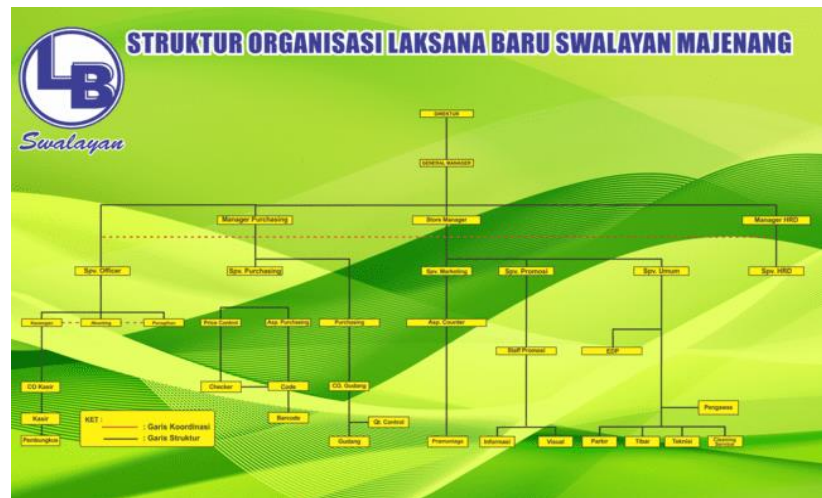 STRUKTUR ORGANISASI LAKSANA BARU SWALAYAN MAJENANG
LB
Swalayan
DIREKTUR
GENERAL MANAGER
Manager Purchasing
Store Manager
Manager HRD
Spv. Officer
Spv. Purchasing
Spv. Marketing
Spv. Promosi
Spv. Umum
Spv. HRD
Keuangan
Price Control
Asp. Purchasing
Purchasing
Asp. Counter
Staff Promosi
EDP
CO Kasir
Checker
Code
CO. Gudang
Pengawas
Kasir
Barcode
Qt. Control
Pembungkus
Gudang
Pramuniaga
Informasi
Visual
Parkir
Tibar
Teknisi
Cleaning
Service
KET :
: Garis Koordinasi
: Garis Struktur